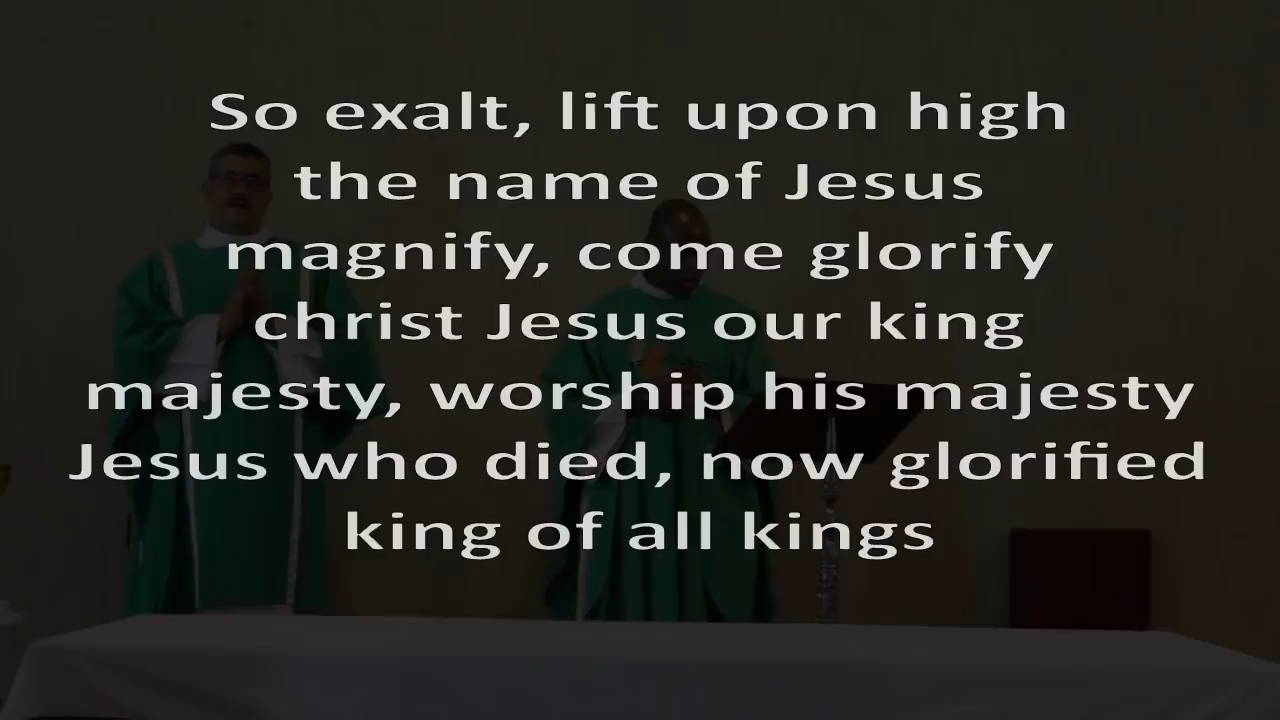 So exalt, lift upon high
the name of Jesus
magnify, come glorify
christ Jesus our king
majesty, worship his majesty
Jesus who died, now glorified
king of all kings